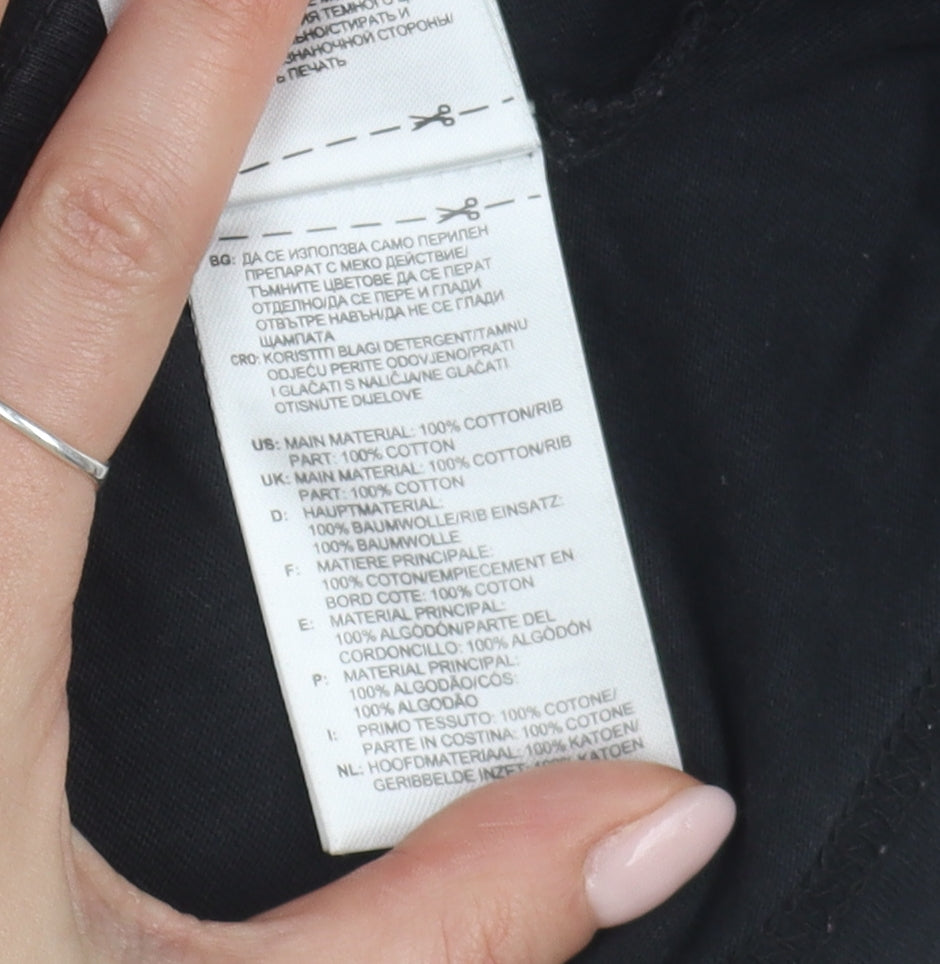 ИЯ ТЕМНОГО
ЬНО/СТИРАТЬ И
ЗНАНОЧНОЙ СТОРОНЫ/
Ь ПЕЧАТЬ
BG: ДА СЕ ИЗПОЛЗВА САМО ПЕРИЛЕН
ПРЕПАРАТ С МЕКО ДЕЙСТВИЕ/
ТЪМНИТЕ ЦВЕТОВЕ ДА СЕ ПЕРАТ
ОТДЕЛНО/ДА СЕ ПЕРЕ И ГЛАДИ
ОТВЪТРЕ НАВЪН/ДА НЕ СЕ ГЛАДИ
ЩАМПАТА
CRO: KORISTITI BLAGI DETERGENT/TAMNU
ODJEĆU PERITE ODVOJENO/PRATI
I GLAČATI S NALIČJA/NE GLAČATI
OTISNUTE DIJELOVE
US: MAIN MATERIAL: 100% COTTON/RIB
PART: 100% COTTON
UK: MAIN MATERIAL: 100% COTTON/RIB
PART: 100% COTTON
D: HAUPTMATERIAL:
100% BAUMWOLLE/RIB EINSATZ:
100% BAUMWOLLE
F: MATIERE PRINCIPALE:
100% COTON/EMPIECEMENT EN
BORD COTE: 100% COTON
E: MATERIAL PRINCIPAL:
100% ALGODÓN/PARTE DEL
CORDONCILLO: 100% ALGODÓN
P: MATERIAL PRINCIPAL:
100% ALGODÃO/CÓS:
100% ALGODÃO
I: PRIMO TESSUTO: 100% COTONE/
PARTE IN COSTINA: 100% COTONE
NL: HOOFDMATERIAAL: 100% KATOEN/
GERIBBELDE INZET: 100% KATOEN